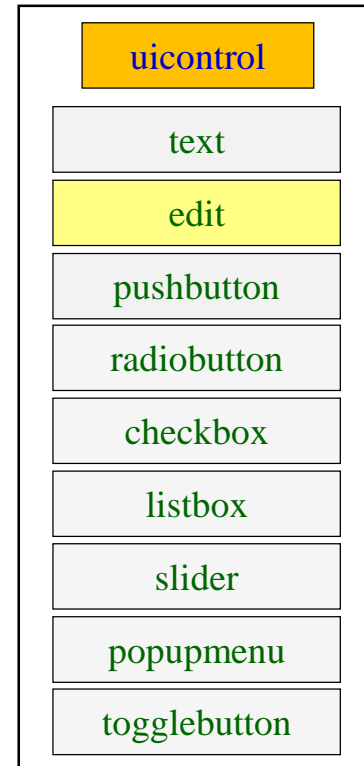 uicontrol
text
edit
pushbutton
radiobutton
checkbox
listbox
slider
popupmenu
togglebutton